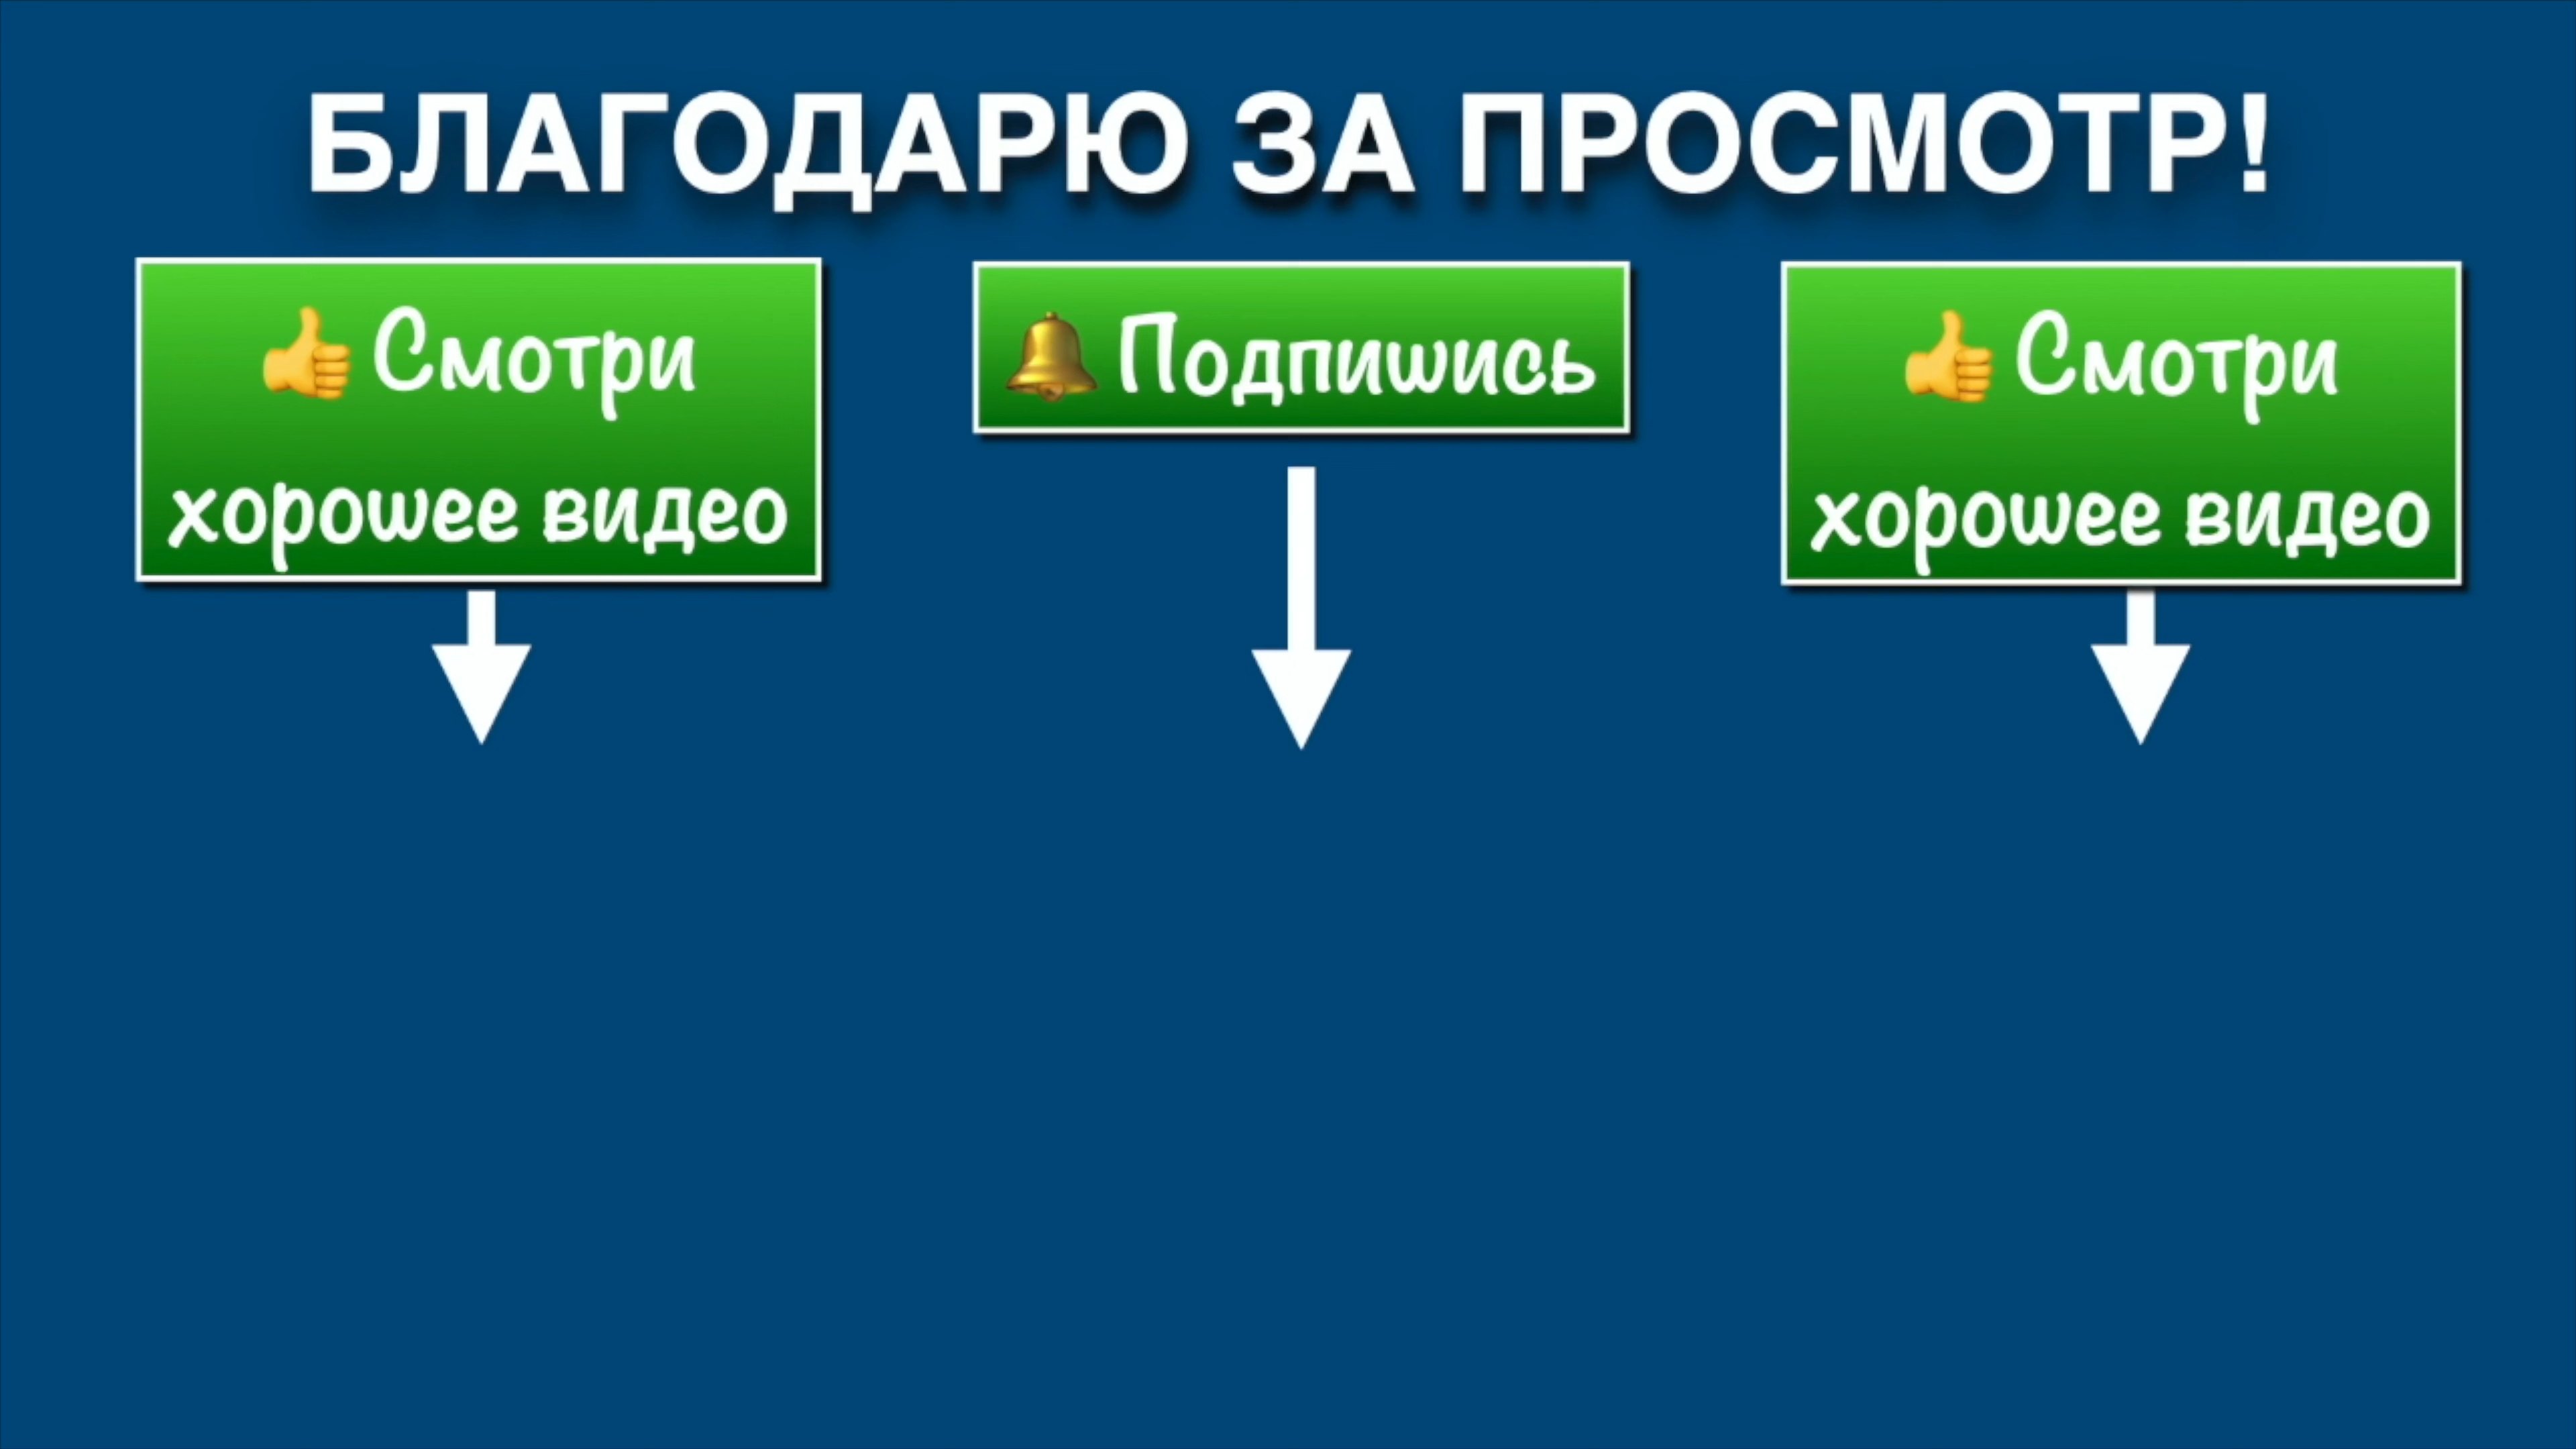 БЛАГОДАРЮ ЗА ПРОСМОТР!
👍 Смотри
хорошее видео
🔔 Подпишись
👍 Смотри
хорошее видео